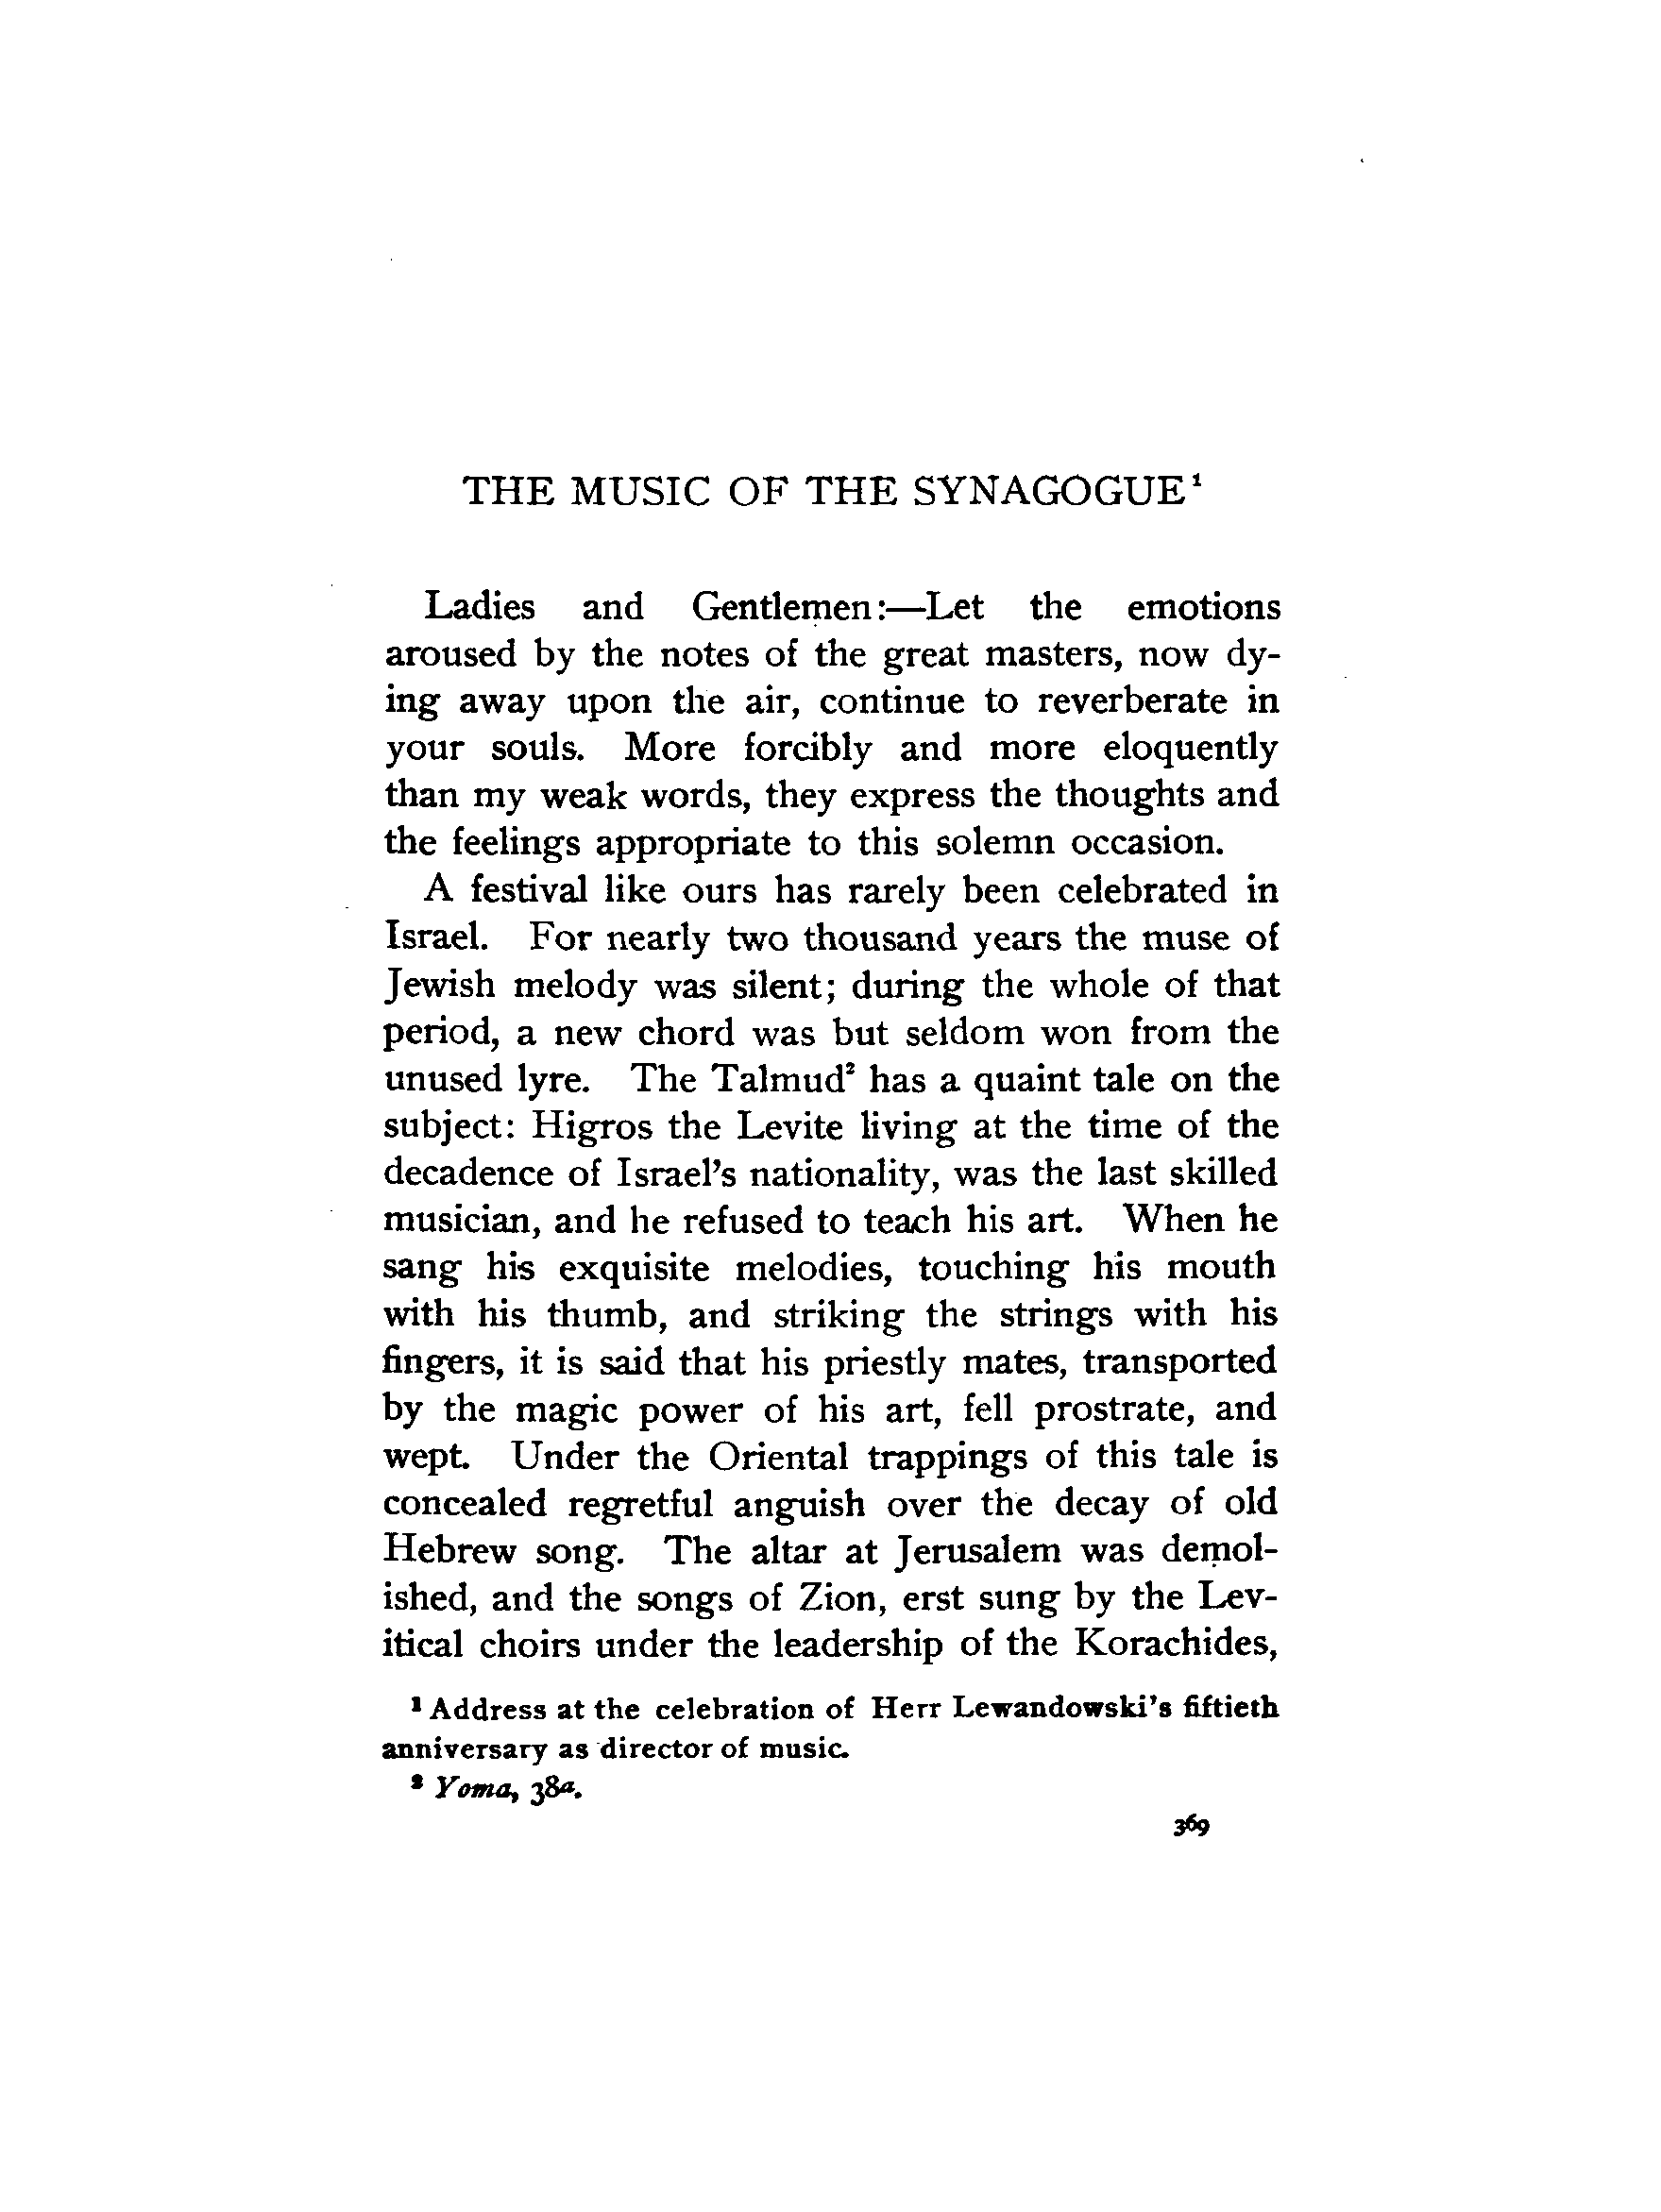 THE MUSIC OF THE SYNAGOGUE¹
Ladies and Gentlemen:—Let the emotions
aroused by the notes of the great masters, now dy-
ing away upon the air, continue to reverberate in
your souls. More forcibly and more eloquently
than my weak words, they express the thoughts and
the feelings appropriate to this solemn occasion.
A festival like ours has rarely been celebrated in
Israel. For nearly two thousand years the muse of
Jewish melody was silent; during the whole of that
period, a new chord was but seldom won from the
unused lyre. The Talmud² has a quaint tale on the
subject: Higros the Levite living at the time of the
decadence of Israel's nationality, was the last skilled
musician, and he refused to teach his art. When he
sang his exquisite melodies, touching his mouth
with his thumb, and striking the strings with his
fingers, it is said that his priestly mates, transported
by the magic power of his art, fell prostrate, and
wept. Under the Oriental trappings of this tale is
concealed regretful anguish over the decay of old
Hebrew song. The altar at Jerusalem was demol-
ished, and the songs of Zion, erst sung by the Lev-
itical choirs under the leadership of the Korachides,
¹ Address at the celebration of Herr Lewandowski's fiftieth
anniversary as director of music.
² Yoma, 38a.
369